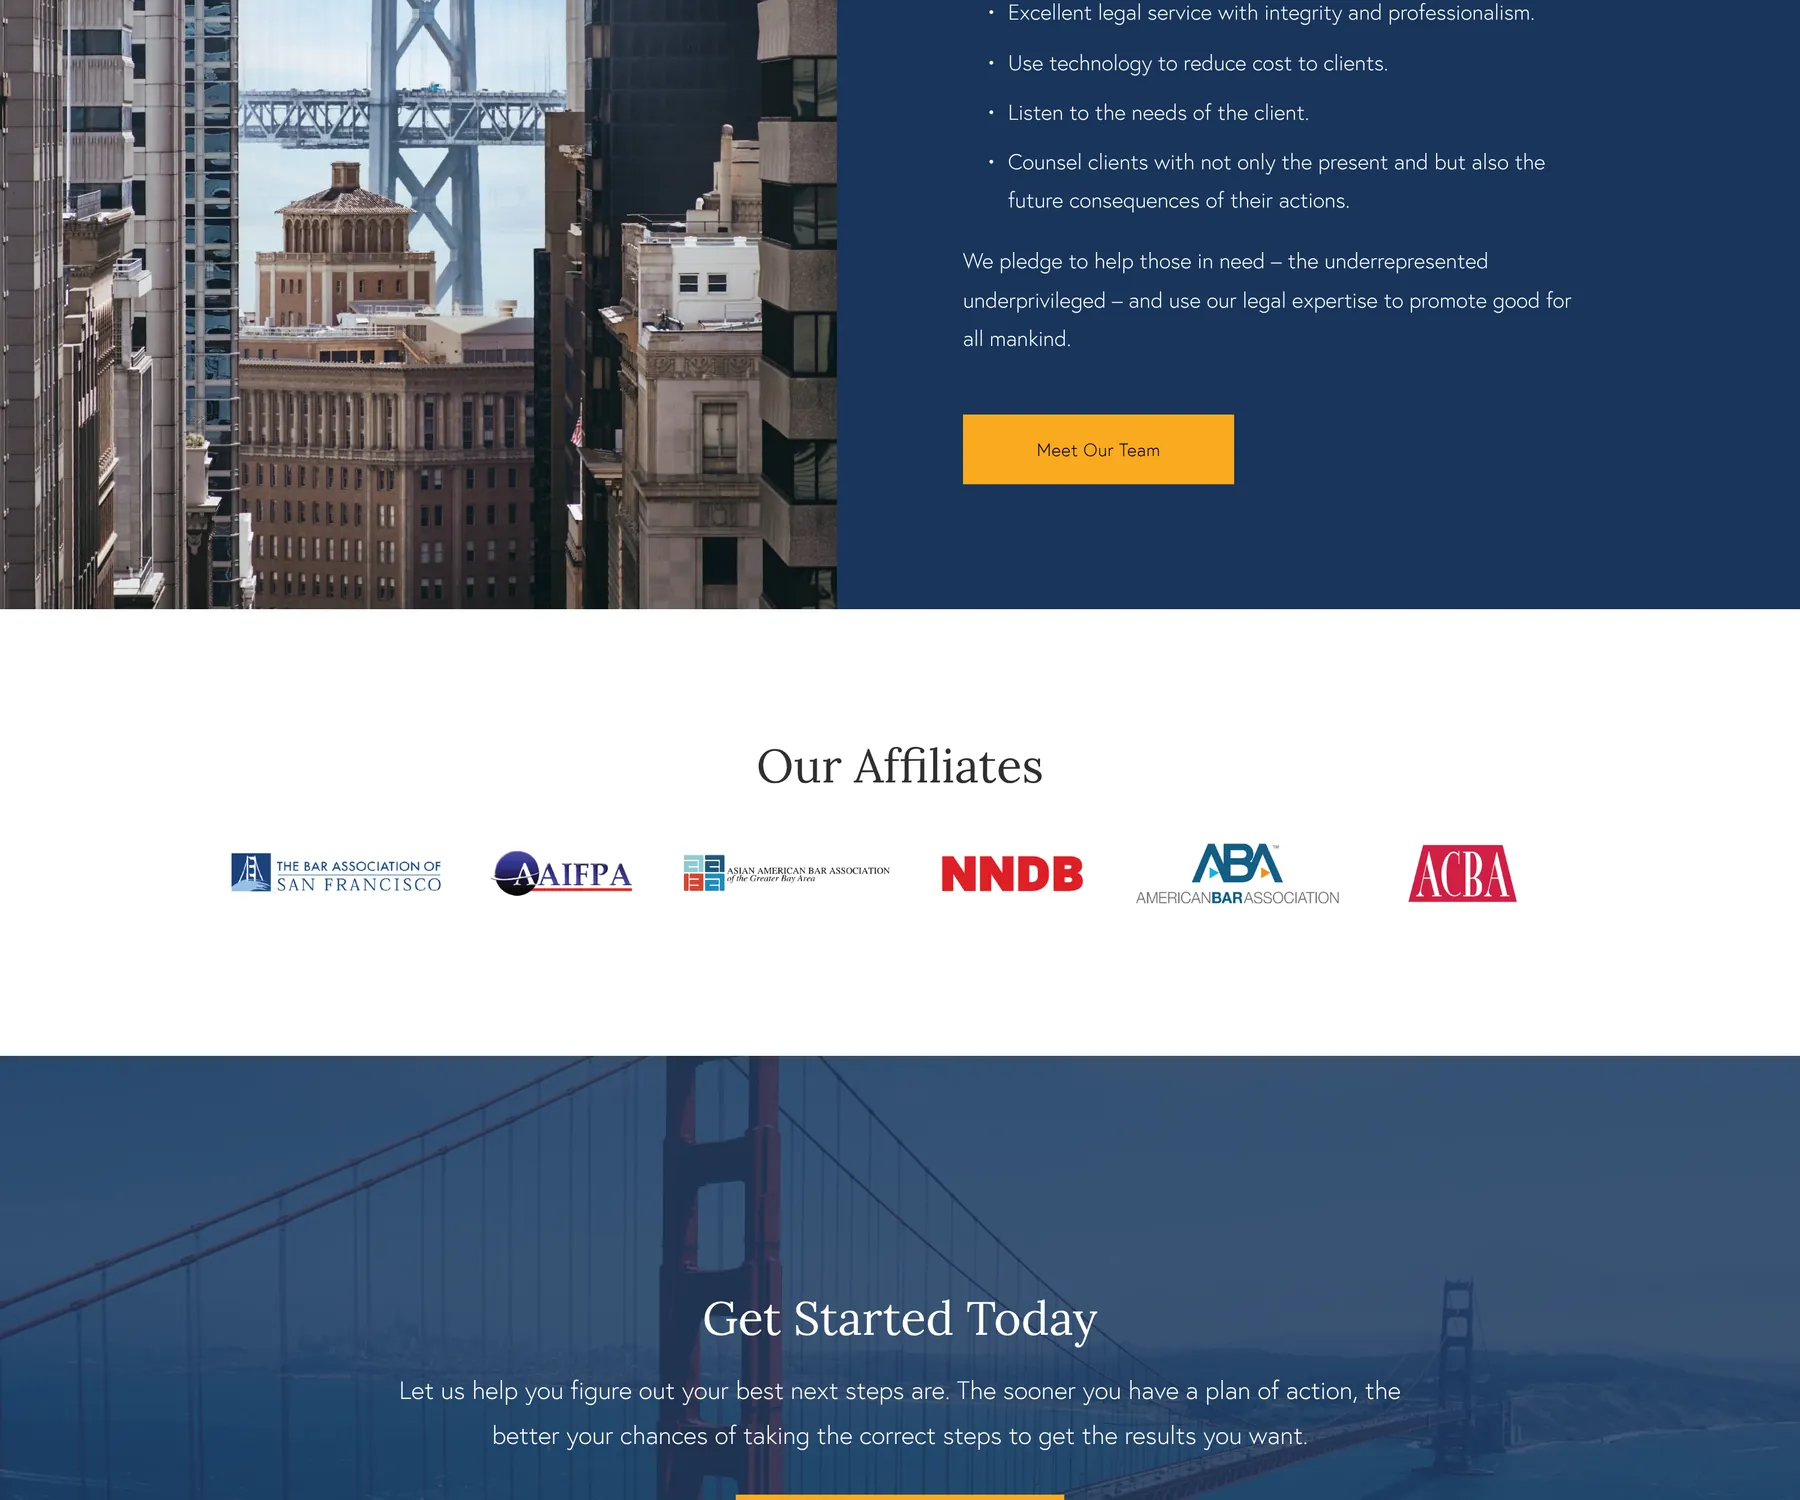 • Excellent legal service with integrity and professionalism.
• Use technology to reduce cost to clients.
• Listen to the needs of the client.
• Counsel clients with not only the present and but also the
future consequences of their actions.
We pledge to help those in need – the underrepresented
underprivileged – and use our legal expertise to promote good for
all mankind.
Meet Our Team
Our Affiliates
THE BAR ASSOCIATION OF
SAN FRANCISCO
AAIFPA
AABA
ASIAN AMERICAN BAR ASSOCIATION
of the Greater Bay Area
NNDB
ABA™
AMERICANBARASSOCIATION
ACBA
Get Started Today
Let us help you figure out your best next steps are. The sooner you have a plan of action, the
better your chances of taking the correct steps to get the results you want.